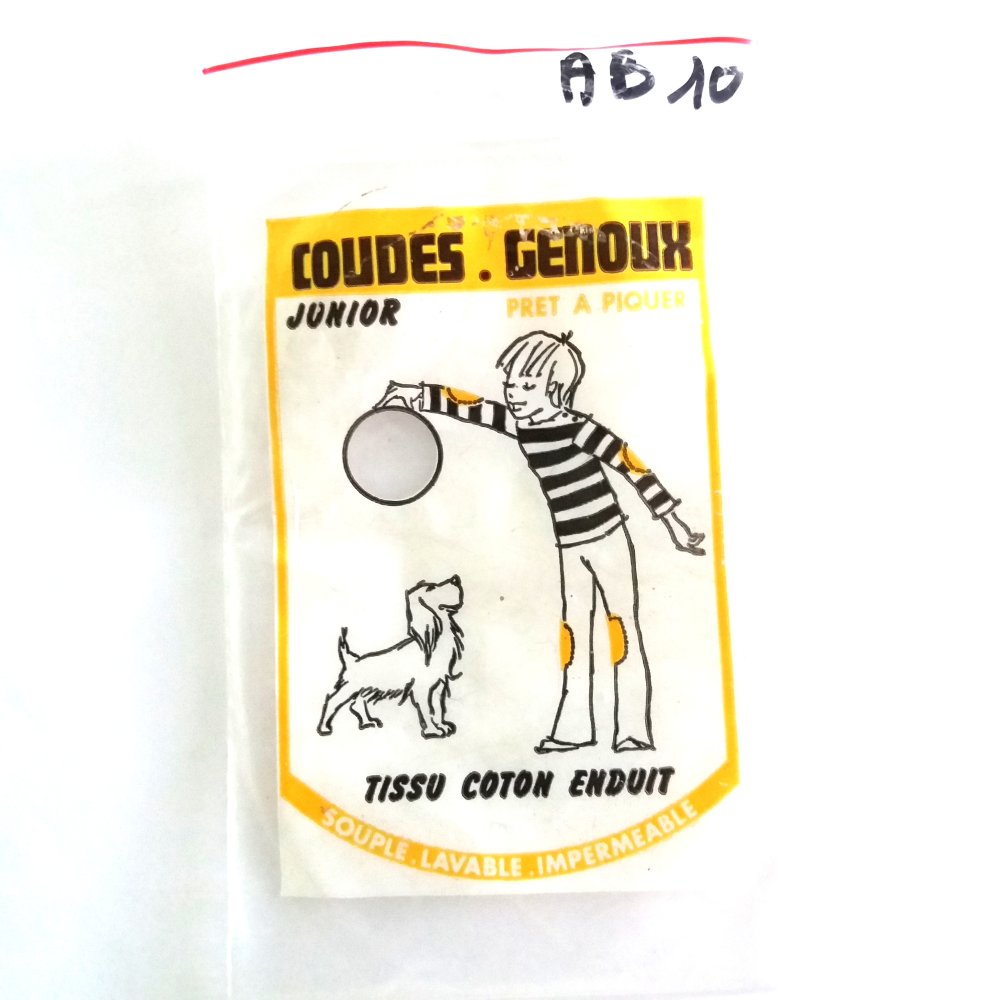 AB 10
COUDES . GENOUX
JUNIOR
PRET A PIQUER
TISSU COTON ENDUIT
SOUPLE . LAVABLE . IMPERMEABLE